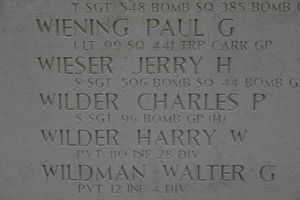 T SGT 548 BOMB SQ 385 BOMB G
WIENING PAUL G
1 LT 99 SQ 441 TRP CARR GP
WIESER JERRY H
S SGT 506 BOMB SQ 44 BOMB G
WILDER CHARLES P
S SGT 96 BOMB GP (H)
WILDER HARRY W
PVT 110 INF 28 DIV
WILDMAN WALTER G
PVT 12 INF 4 DIV